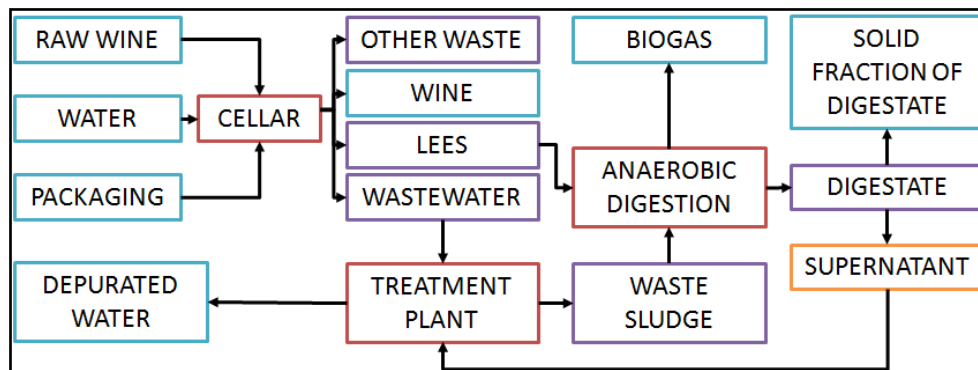 RAW WINE
WATER
PACKAGING
CELLAR
OTHER WASTE
WINE
LEES
WASTEWATER
BIOGAS
ANAEROBIC
DIGESTION
SOLID
FRACTION OF
DIGESTATE
DIGESTATE
SUPERNATANT
DEPURATED
WATER
TREATMENT
PLANT
WASTE
SLUDGE